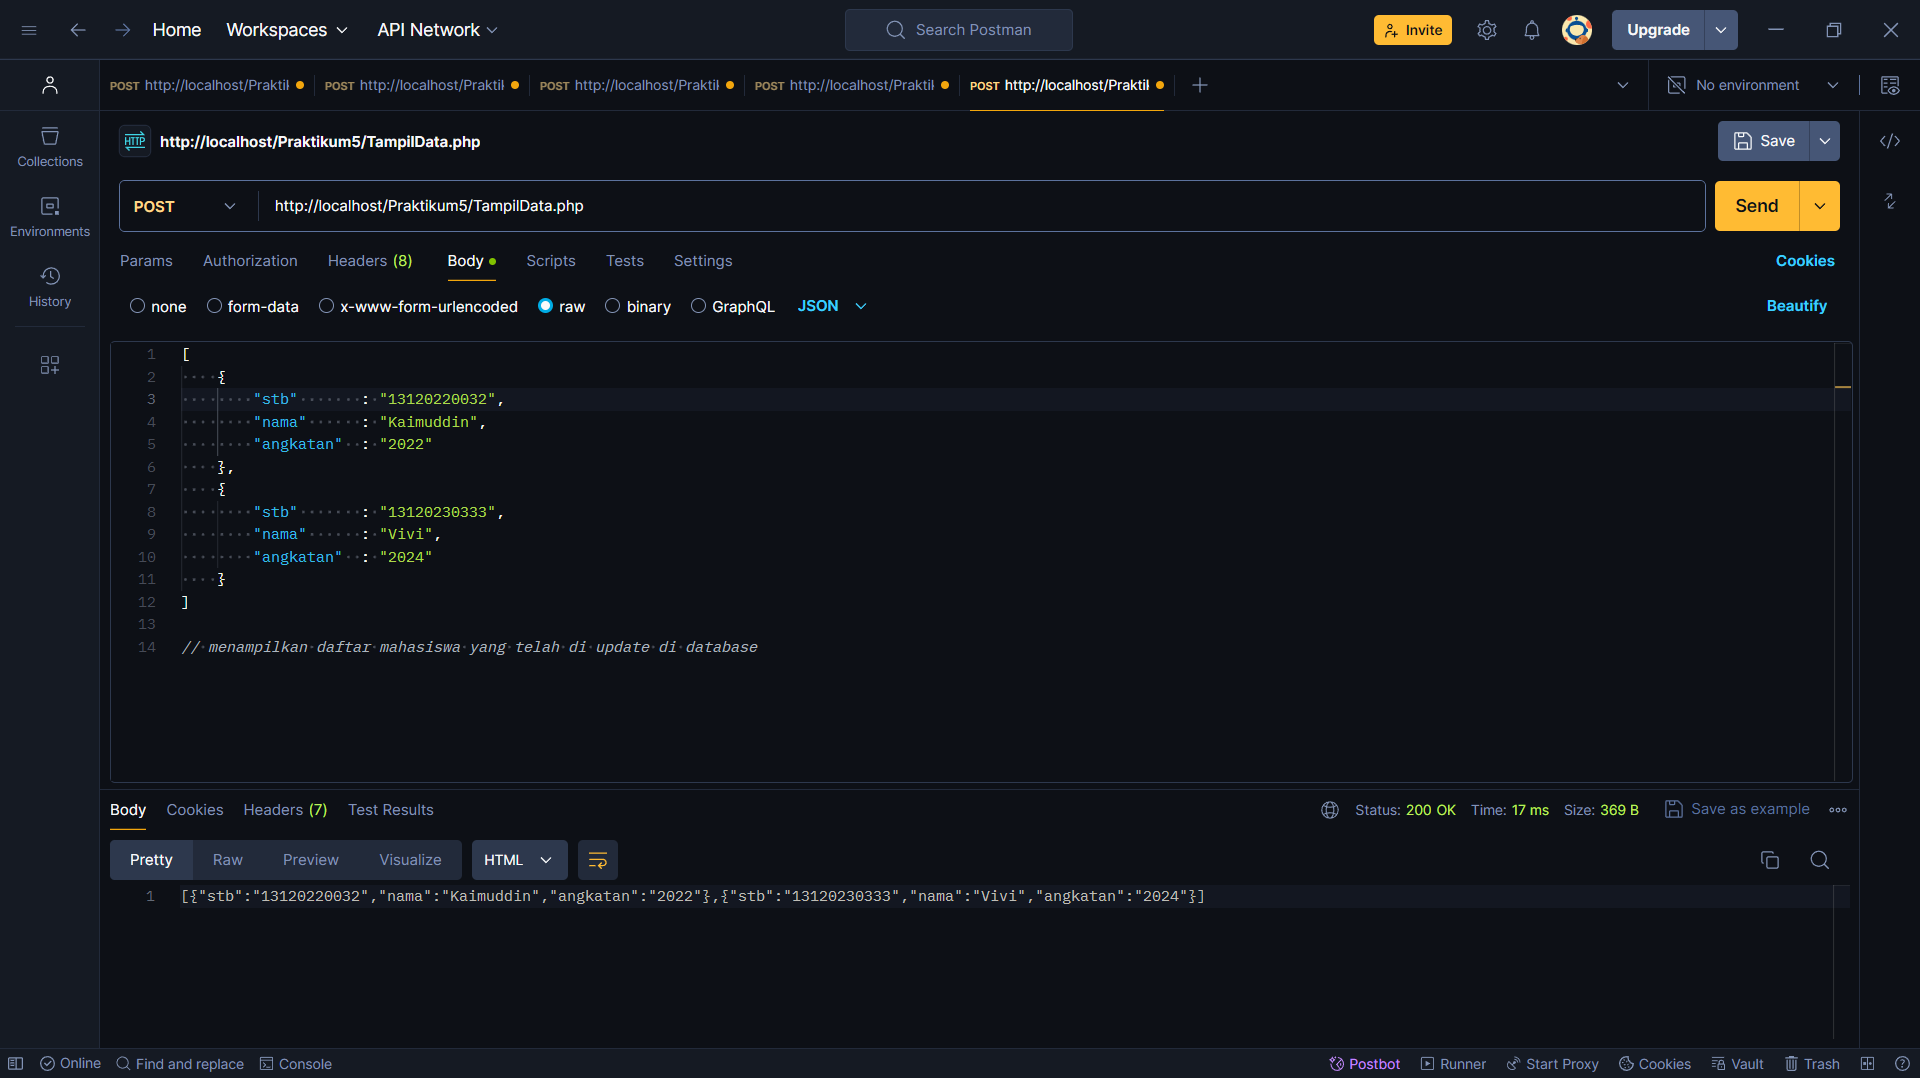 Home Workspaces API Network Search Postman Invite Upgrade
POST http://localhost/Praktik POST http://localhost/Praktik POST http://localhost/Praktik POST http://localhost/Praktik POST http://localhost/Praktik No environment
HTTP http://localhost/Praktikum5/TampilData.php Save
Collections
POST http://localhost/Praktikum5/TampilData.php Send
Environments
Params Authorization Headers (8) Body Scripts Tests Settings Cookies
History
none form-data x-www-form-urlencoded raw binary GraphQL JSON Beautify
1 [
2 {
3 "stb" : "13120220032",
4 "nama" : "Kaimuddin",
5 "angkatan" : "2022"
6 },
7 {
8 "stb" : "13120230333",
9 "nama" : "Vivi",
10 "angkatan" : "2024"
11 }
12 ]
13
14 // menampilkan daftar mahasiswa yang telah di update di database
Body Cookies Headers (7) Test Results Status: 200 OK Time: 17 ms Size: 369 B Save as example
Pretty Raw Preview Visualize HTML
1 [{"stb":"13120220032","nama":"Kaimuddin","angkatan":"2022"},{"stb":"13120230333","nama":"Vivi","angkatan":"2024"}]
Online Find and replace Console Postbot Runner Start Proxy Cookies Vault Trash